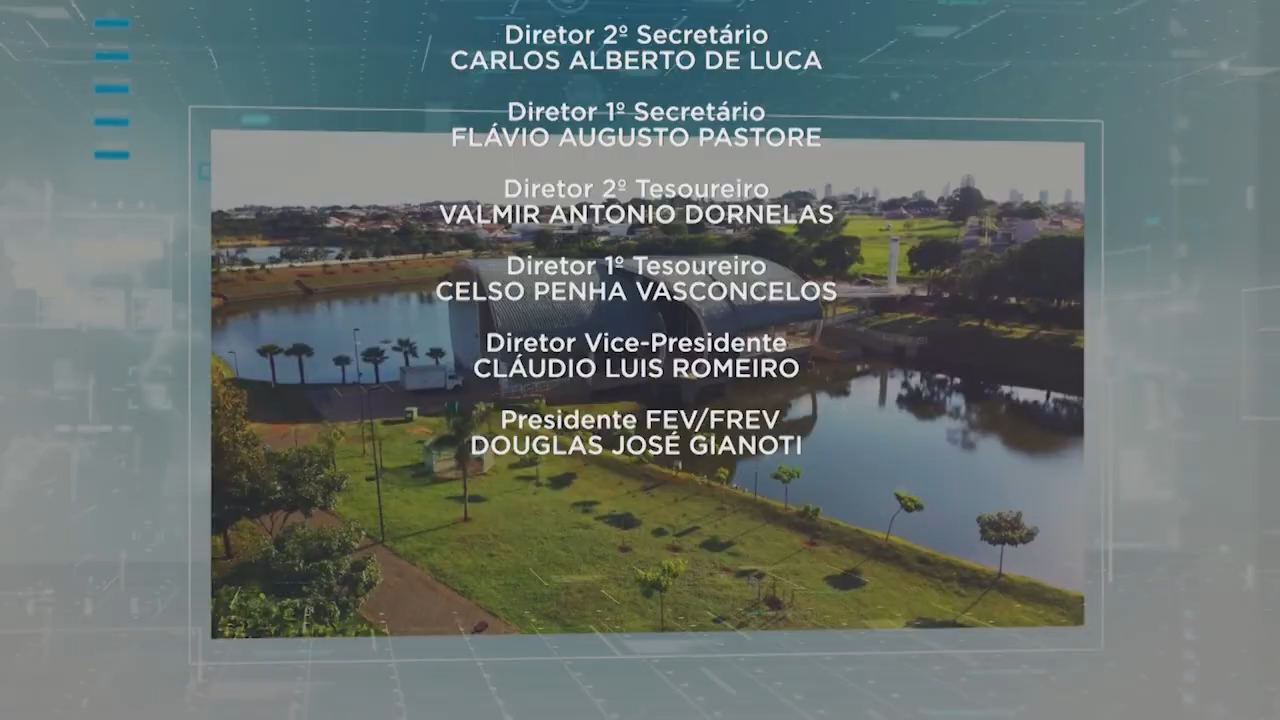 Diretor 2º Secretário
CARLOS ALBERTO DE LUCA
Diretor 1º Secretário
FLÁVIO AUGUSTO PASTORE
Diretor 2º Tesoureiro
VALMIR ANTONIO DORNELAS
Diretor 1º Tesoureiro
CELSO PENHA VASCONCELOS
Diretor Vice-Presidente
CLÁUDIO LUIS ROMEIRO
Presidente FEV/FREV
DOUGLAS JOSÉ GIANOTI